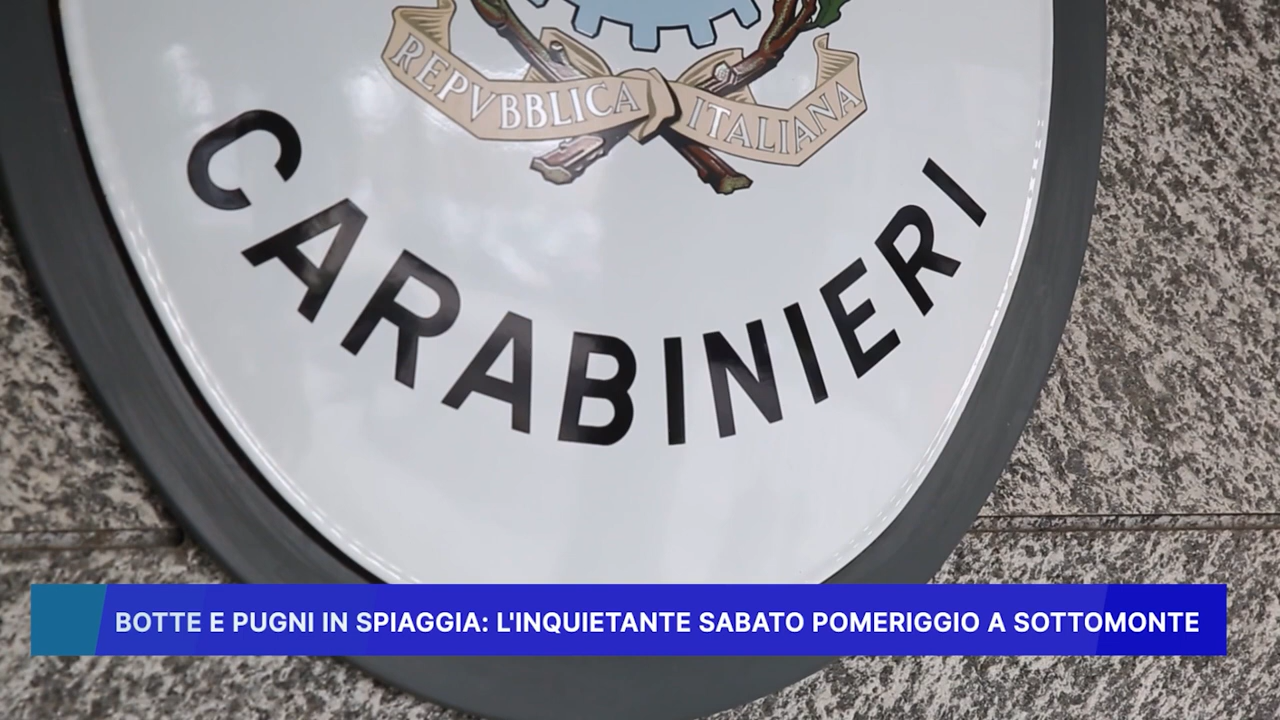 REPVBBLICA ITALIANA
CARABINIERI
BOTTE E PUGNI IN SPIAGGIA: L'INQUIETANTE SABATO POMERIGGIO A SOTTOMONTE